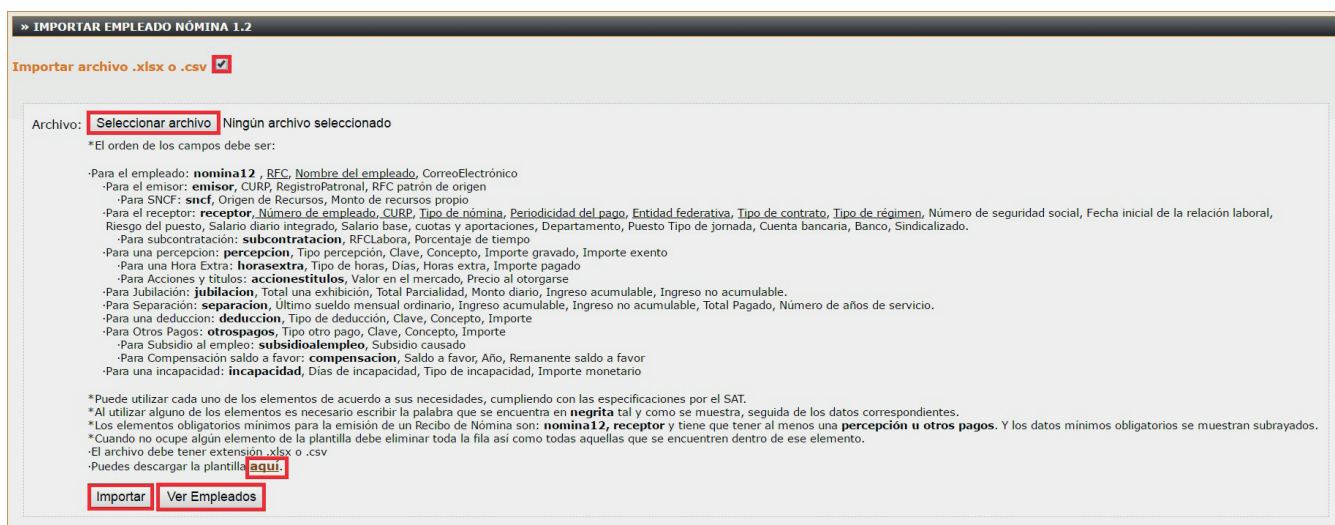 » IMPORTAR EMPLEADO NÓMINA 1.2
Importar archivo .xlsx o .csv
Archivo: Seleccionar archivo Ningún archivo seleccionado
*El orden de los campos debe ser:
·Para el empleado: nomina12 , RFC, Nombre del empleado, CorreoElectrónico
·Para el emisor: emisor, CURP, RegistroPatronal, RFC patrón de origen
·Para SNCF: sncf, Origen de Recursos, Monto de recursos propio
·Para el receptor: receptor, Número de empleado, CURP, Tipo de nómina, Periodicidad del pago, Entidad federativa, Tipo de contrato, Tipo de régimen, Número de seguridad social, Fecha inicial de la relación laboral,
Riesgo del puesto, Salario diario integrado, Salario base, cuotas y aportaciones, Departamento, Puesto Tipo de jornada, Cuenta bancaria, Banco, Sindicalizado.
·Para subcontratación: subcontratacion, RFCLabora, Porcentaje de tiempo
·Para una percepcion: percepcion, Tipo percepción, Clave, Concepto, Importe gravado, Importe exento
·Para una Hora Extra: horasextra, Tipo de horas, Días, Horas extra, Importe pagado
·Para Acciones y títulos: accionestitulos, Valor en el mercado, Precio al otorgarse
·Para Jubilación: jubilacion, Total una exhibición, Total Parcialidad, Monto diario, Ingreso acumulable, Ingreso no acumulable.
·Para Separación: separacion, Último sueldo mensual ordinario, Ingreso acumulable, Ingreso no acumulable, Total Pagado, Número de años de servicio.
·Para una deduccion: deduccion, Tipo de deducción, Clave, Concepto, Importe
·Para Otros Pagos: otrospagos, Tipo otro pago, Clave, Concepto, Importe
·Para Subsidio al empleo: subsidioalempleo, Subsidio causado
·Para Compensación saldo a favor: compensacion, Saldo a favor, Año, Remanente saldo a favor
·Para una incapacidad: incapacidad, Días de incapacidad, Tipo de incapacidad, Importe monetario
*Puede utilizar cada uno de los elementos de acuerdo a sus necesidades, cumpliendo con las especificaciones por el SAT.
*Al utilizar alguno de los elementos es necesario escribir la palabra que se encuentra en negrita tal y como se muestra, seguida de los datos correspondientes.
*Los elementos obligatorios mínimos para la emisión de un Recibo de Nómina son: nomina12, receptor y tiene que tener al menos una percepción u otros pagos. Y los datos mínimos obligatorios se muestran subrayados.
*Cuando no ocupe algún elemento de la plantilla debe eliminar toda la fila así como todas aquellas que se encuentren dentro de ese elemento.
·El archivo debe tener extensión .xlsx o .csv
·Puedes descargar la plantilla aquí.
Importar Ver Empleados